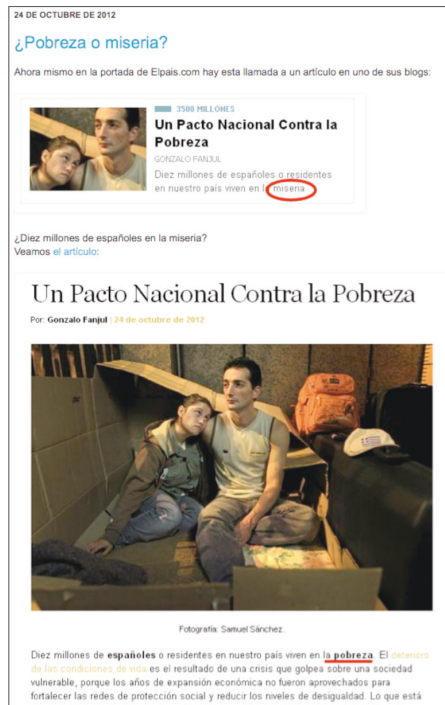 24 DE OCTUBRE DE 2012
¿Pobreza o miseria?
Ahora mismo en la portada de Elpais.com hay esta llamada a un artículo en uno de sus blogs:
3500 MILLONES
Un Pacto Nacional Contra la
Pobreza
GONZALO FANJUL
Diez millones de españoles o residentes
en nuestro país viven en la miseria
¿Diez millones de españoles en la miseria?
Veamos el artículo:
Un Pacto Nacional Contra la Pobreza
Por: Gonzalo Fanjul | 24 de octubre de 2012
Fotografía: Samuel Sánchez.
Diez millones de españoles o residentes en nuestro país viven en la pobreza. El deterioro
de las condiciones de vida es el resultado de una crisis que golpea sobre una sociedad
vulnerable, porque los años de expansión económica no fueron aprovechados para
fortalecer las redes de protección social y reducir los niveles de desigualdad. Lo que está